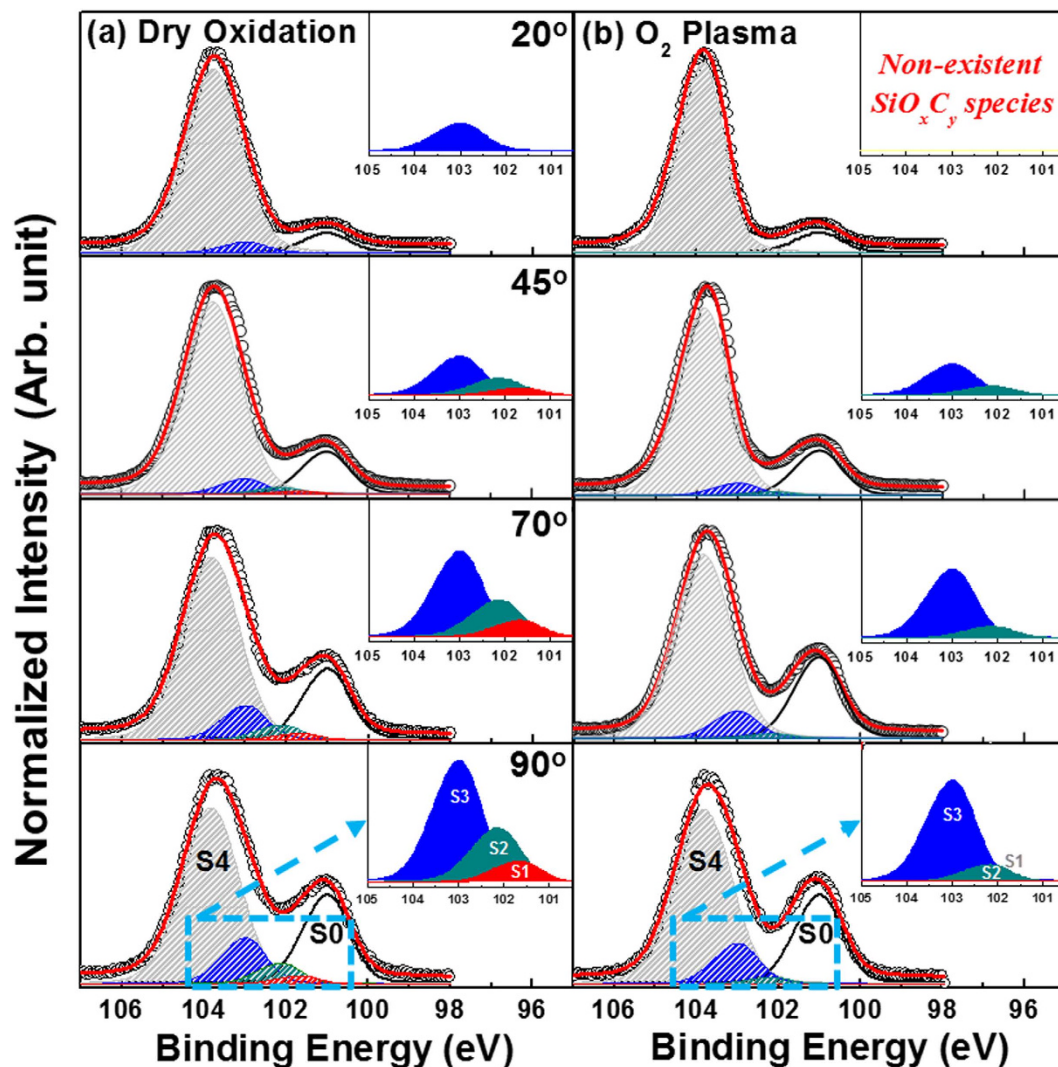 (a) Dry Oxidation
20°
105 104 103 102 101
(b) O₂ Plasma
Non-existent
SiOₓCᵧ species
105 104 103 102 101
45°
105 104 103 102 101
105 104 103 102 101
70°
105 104 103 102 101
105 104 103 102 101
90°
S3
S2
S1
105 104 103 102 101
S4
S0
S3
S1
S2
105 104 103 102 101
S4
S0
106 104 102 100 98 96
106 104 102 100 98 96
Binding Energy (eV)
Binding Energy (eV)
Normalized Intensity (Arb. unit)